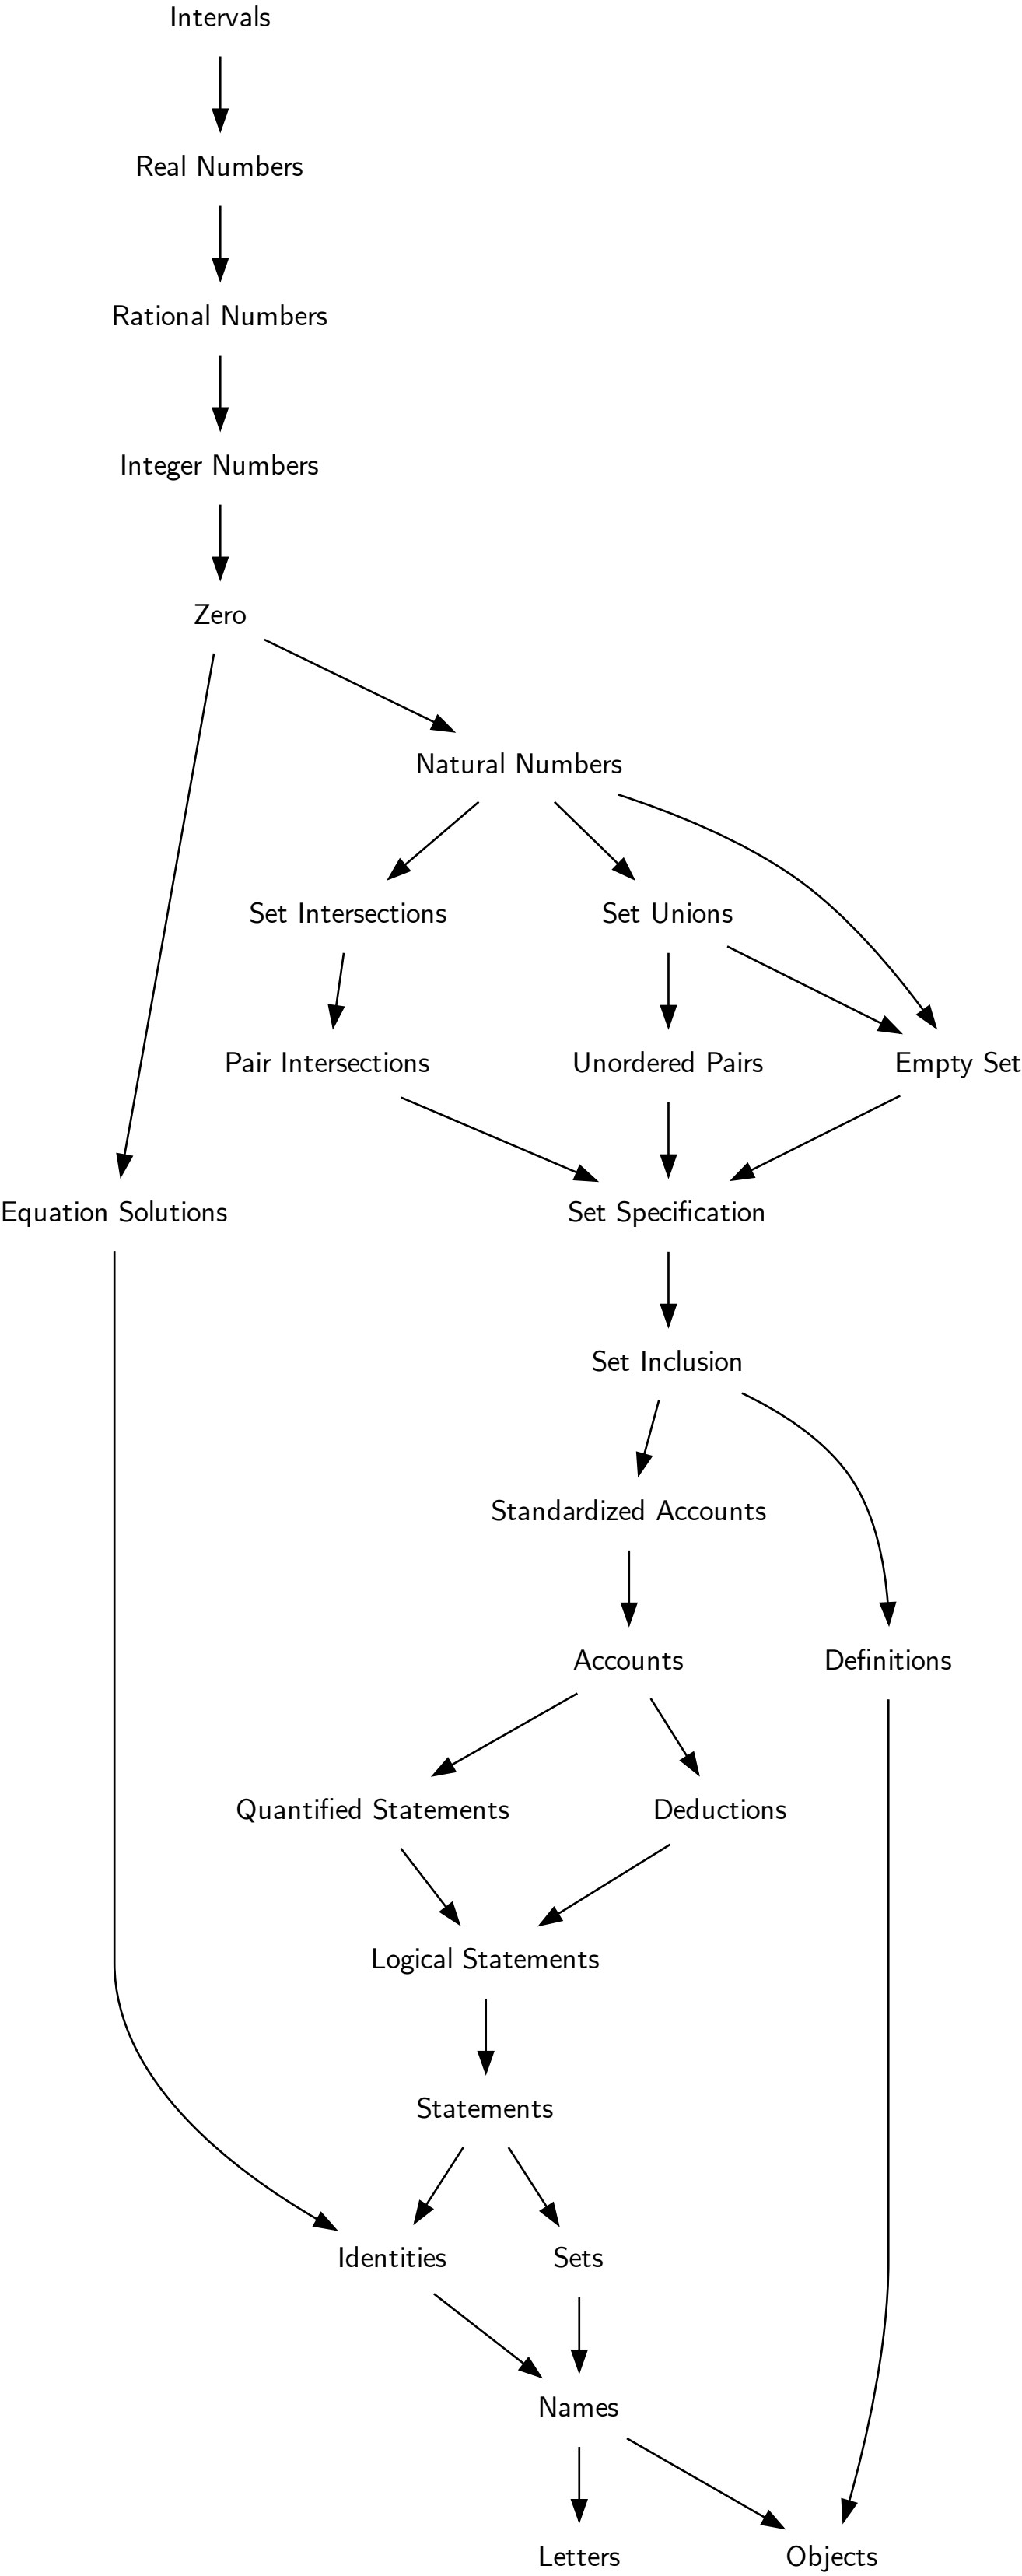 Intervals
Real Numbers
Rational Numbers
Integer Numbers
Zero
Natural Numbers
Set Intersections
Set Unions
Pair Intersections
Unordered Pairs
Empty Set
Equation Solutions
Set Specification
Set Inclusion
Standardized Accounts
Accounts
Definitions
Quantified Statements
Deductions
Logical Statements
Statements
Identities
Sets
Names
Letters
Objects